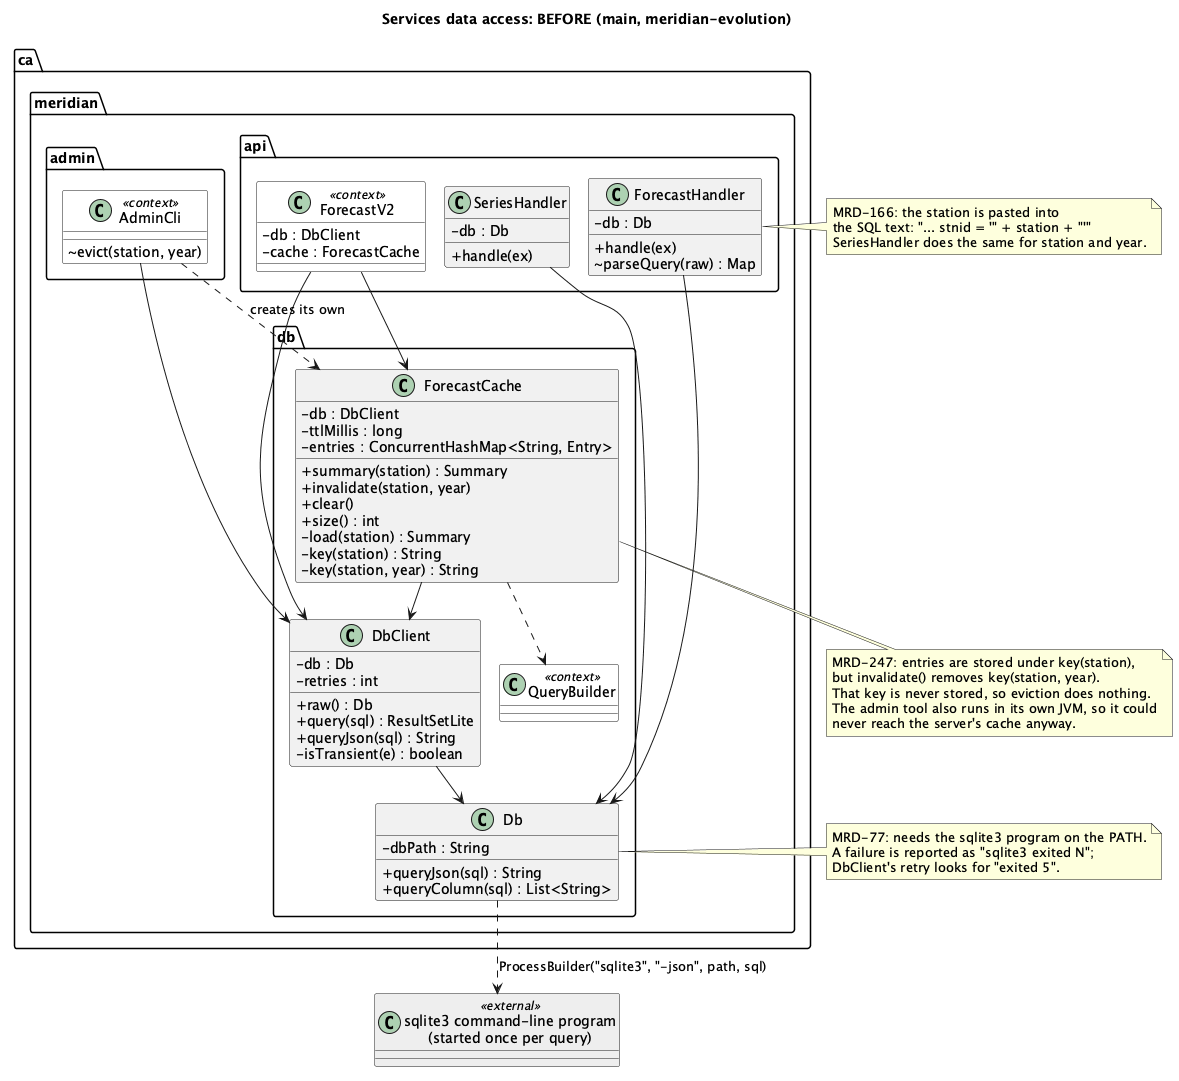 Services data access: BEFORE (main, meridian-evolution)
ca
meridian
admin
C
«context»
AdminCli
~evict(station, year)
api
C
«context»
ForecastV2
-db : DbClient
-cache : ForecastCache
C
SeriesHandler
-db : Db
+handle(ex)
C
ForecastHandler
-db : Db
+handle(ex)
~parseQuery(raw) : Map
MRD-166: the station is pasted into
the SQL text: "... stnid = '" + station + "'"
SeriesHandler does the same for station and year.
creates its own
db
C
ForecastCache
-db : DbClient
-ttlMillis : long
-entries : ConcurrentHashMap<String, Entry>
+summary(station) : Summary
+invalidate(station, year)
+clear()
+size() : int
-load(station) : Summary
-key(station) : String
-key(station, year) : String
C
DbClient
-db : Db
-retries : int
+raw() : Db
+query(sql) : ResultSetLite
+queryJson(sql) : String
-isTransient(e) : boolean
C
«context»
QueryBuilder
MRD-247: entries are stored under key(station),
but invalidate() removes key(station, year).
That key is never stored, so eviction does nothing.
The admin tool also runs in its own JVM, so it could
never reach the server's cache anyway.
C
Db
-dbPath : String
+queryJson(sql) : String
+queryColumn(sql) : List<String>
MRD-77: needs the sqlite3 program on the PATH.
A failure is reported as "sqlite3 exited N";
DbClient's retry looks for "exited 5".
ProcessBuilder("sqlite3", "-json", path, sql)
C
«external»
sqlite3 command-line program
(started once per query)